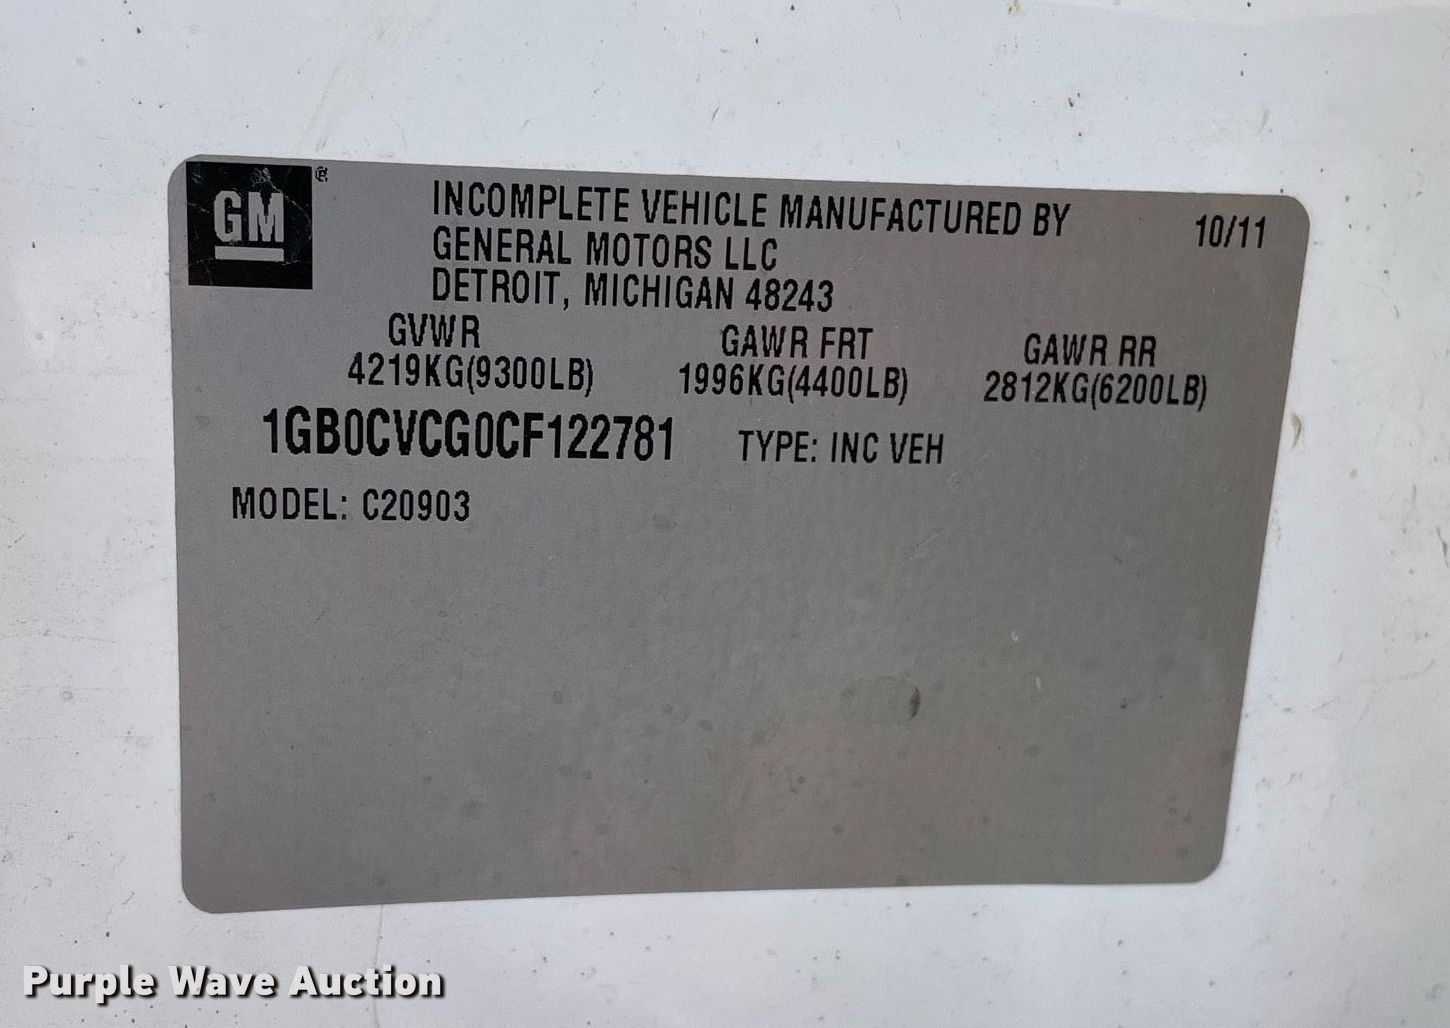 GM ®
INCOMPLETE VEHICLE MANUFACTURED BY 10/11
GENERAL MOTORS LLC
DETROIT, MICHIGAN 48243
GVWR GAWR FRT GAWR RR
4219KG(9300LB) 1996KG(4400LB) 2812KG(6200LB)
1GB0CVCG0CF122781 TYPE: INC VEH
MODEL: C20903
Purple Wave Auction